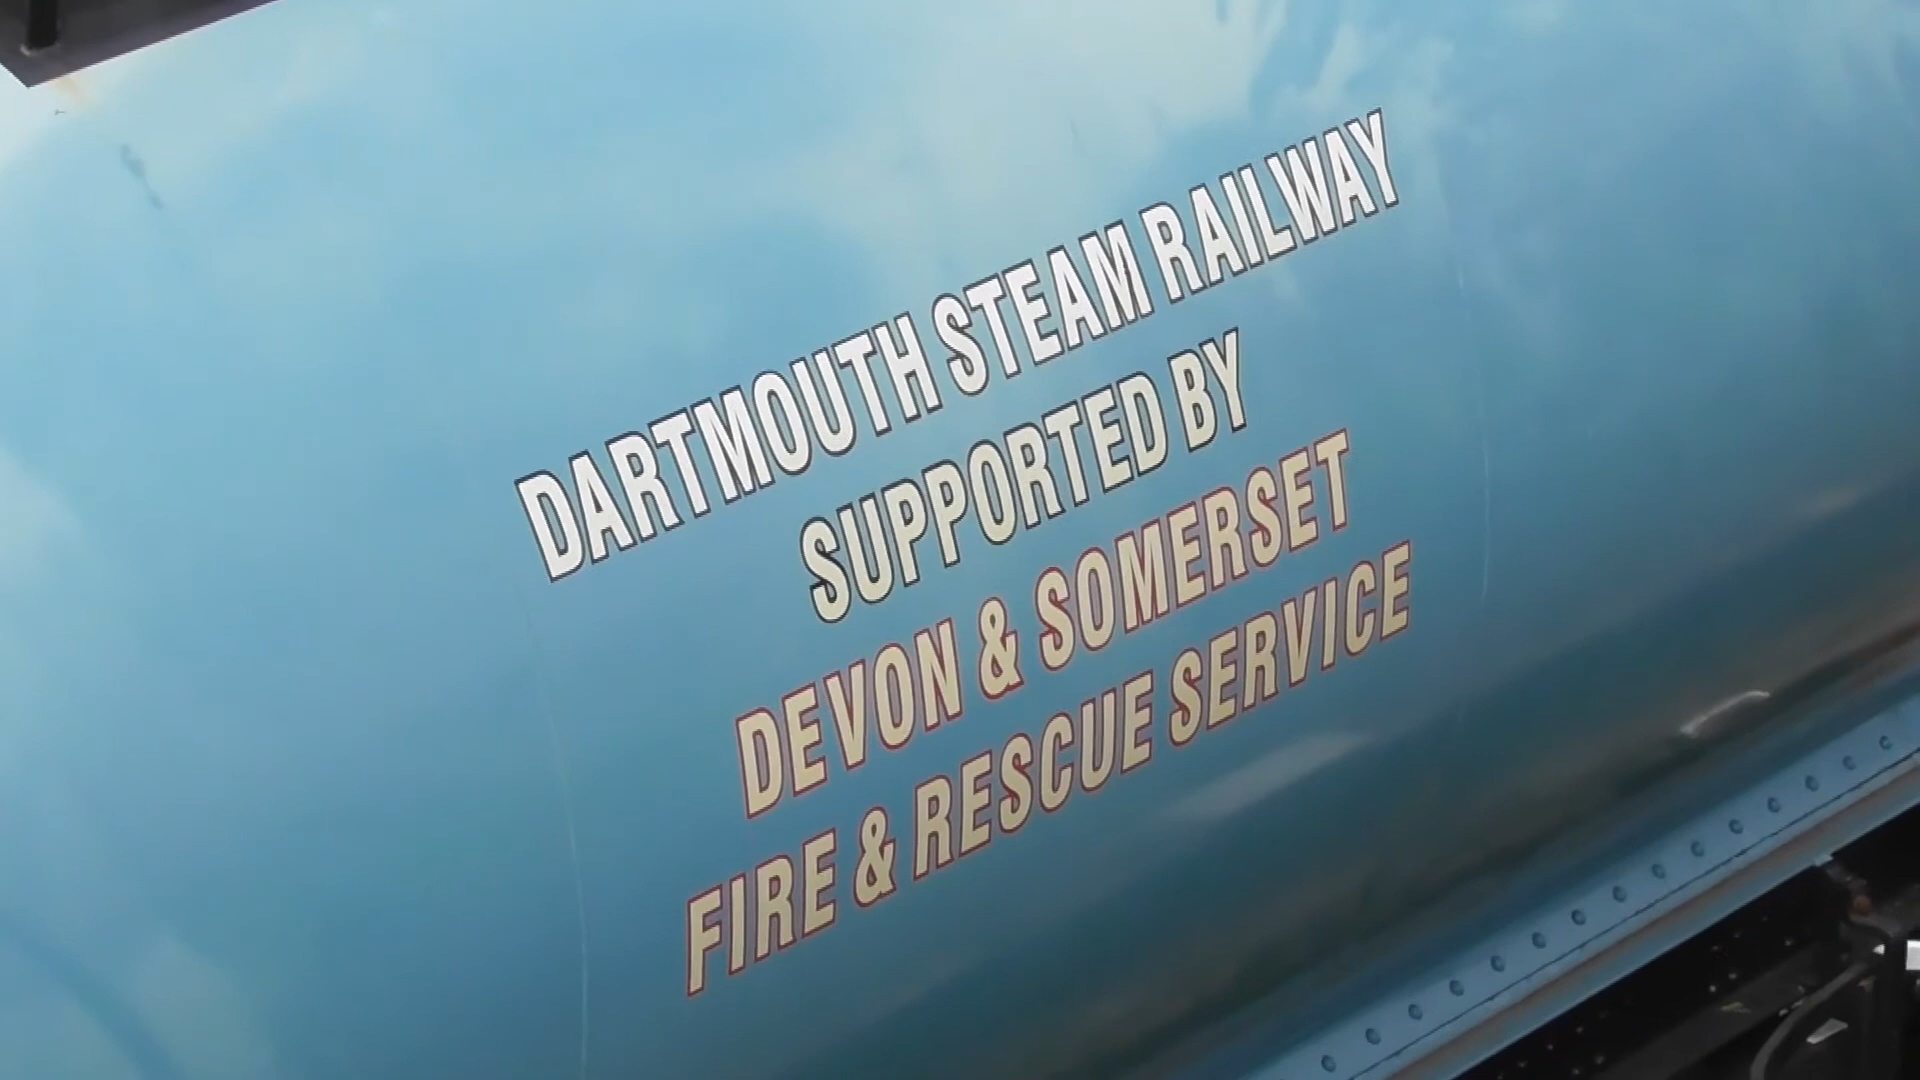 DARTMOUTH STEAM RAILWAY
SUPPORTED BY
DEVON & SOMERSET
FIRE & RESCUE SERVICE